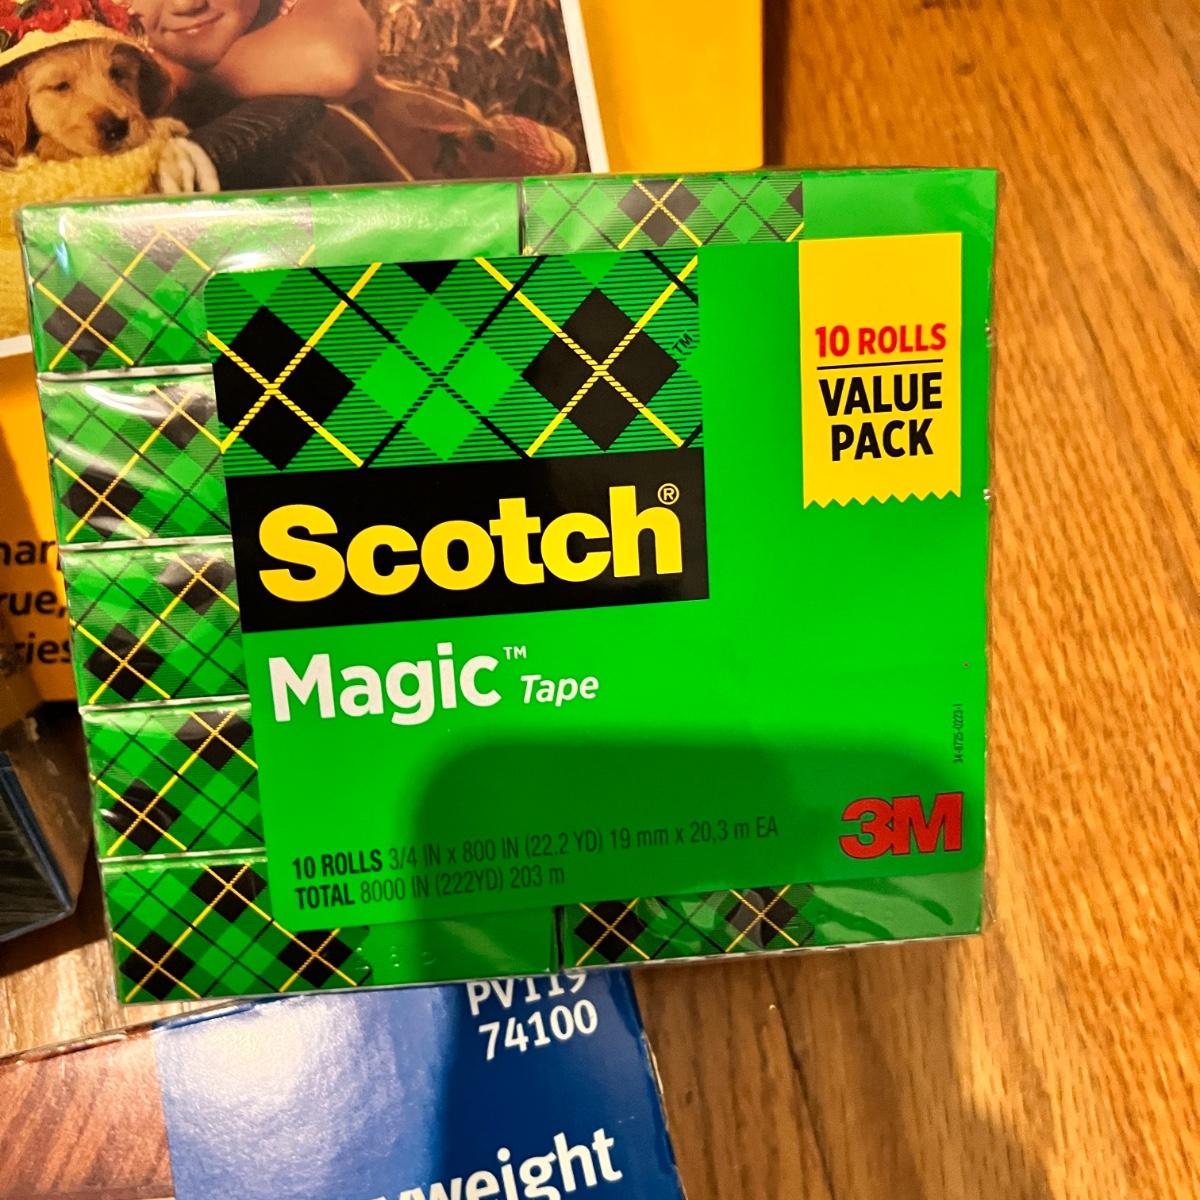 10 ROLLS
VALUE
PACK
™
Scotch®
Magic™ Tape
10 ROLLS 3/4 IN x 800 IN (22.2 YD) 19 mm x 20,3 m EA
TOTAL 8000 IN (222YD) 203 m
3M
PV119
74100